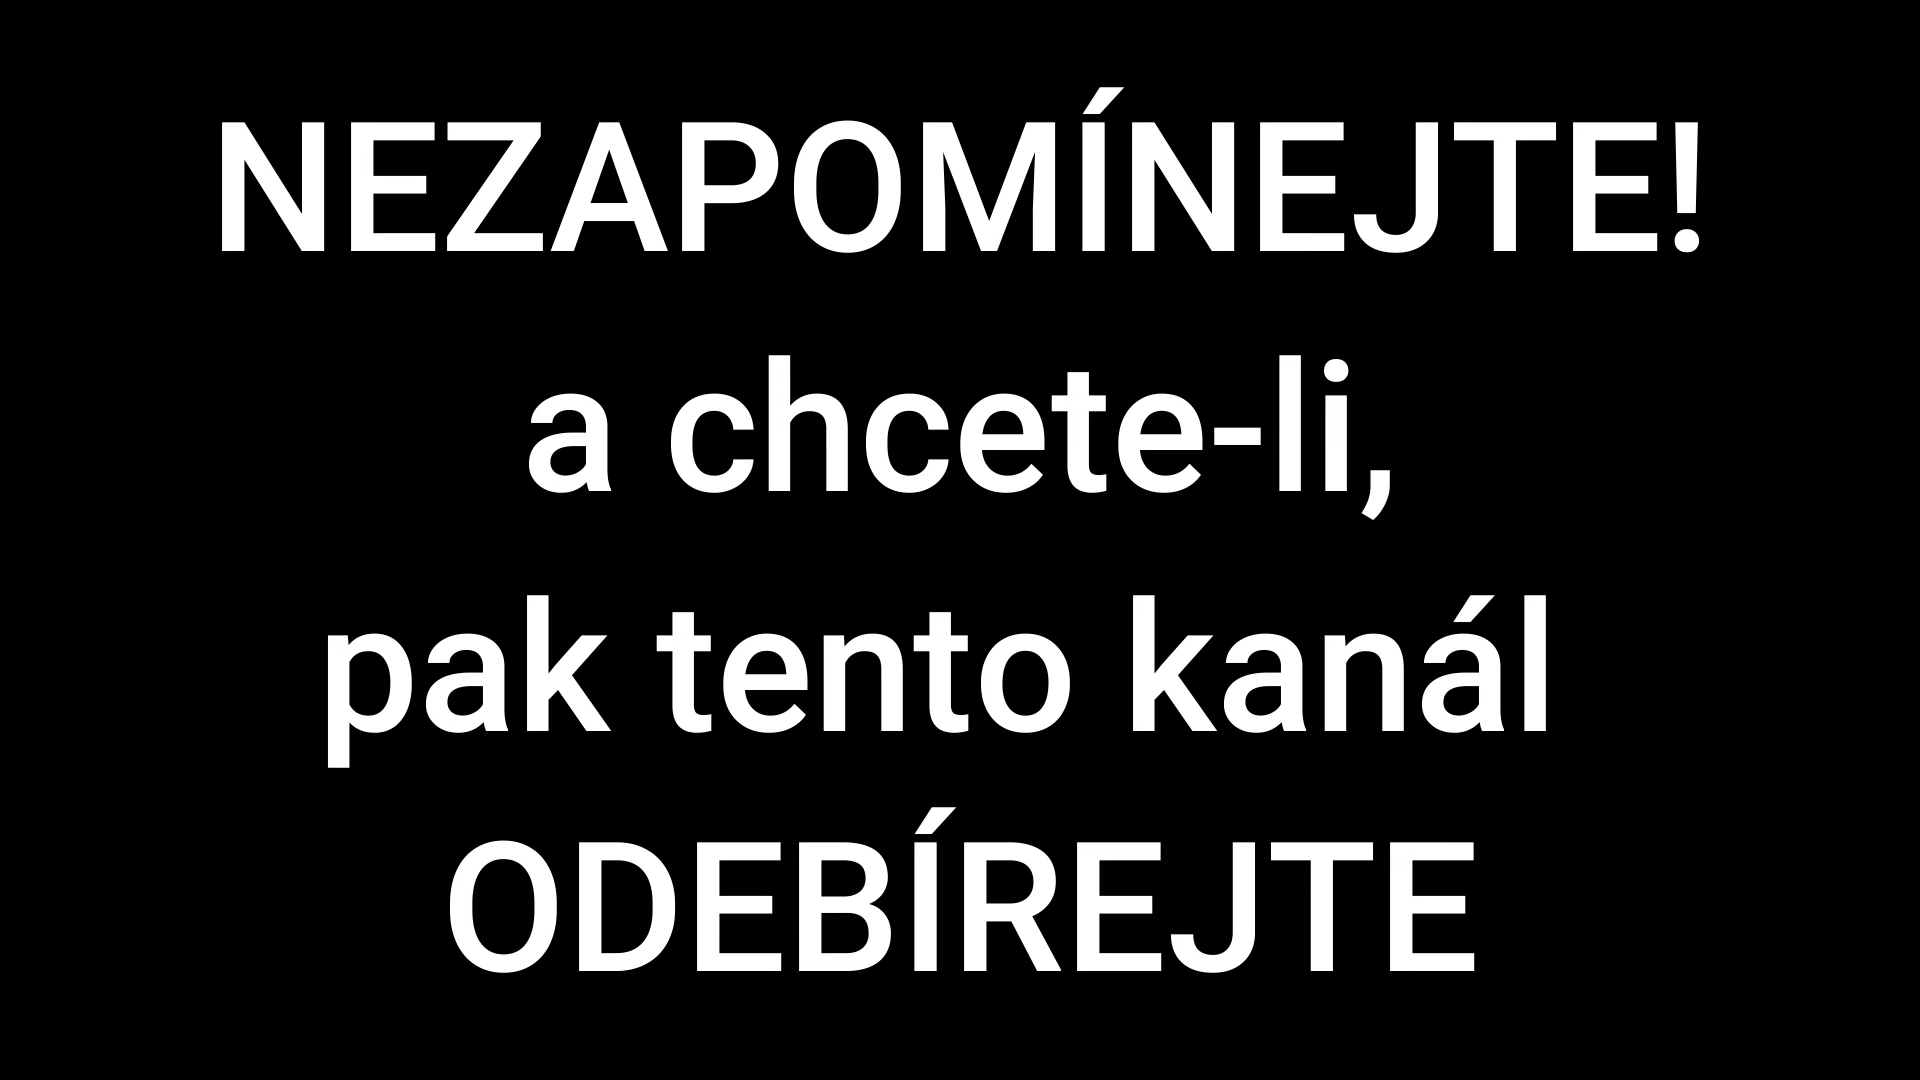 NEZAPOMÍNEJTE!
a chcete-li,
pak tento kanál
ODEBÍREJTE